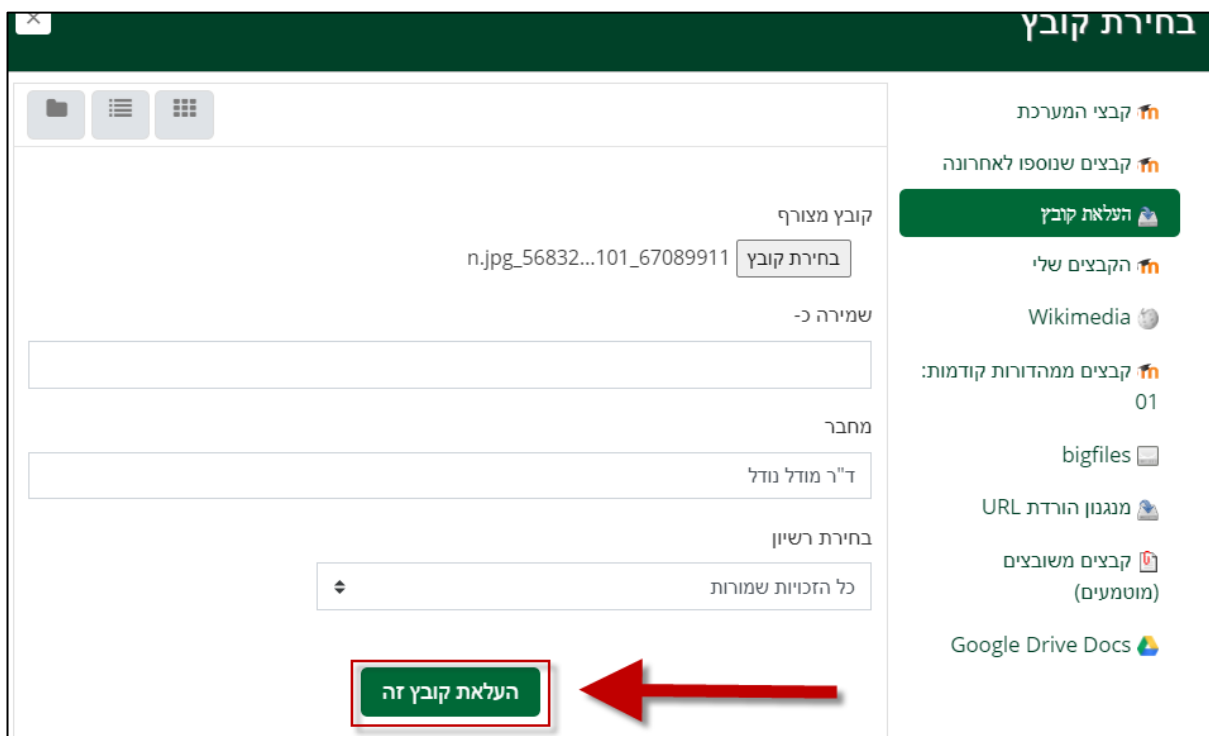 בחירת קובץ
קבצי המערכת
קבצים שנוספו לאחרונה
העלאת קובץ
הקבצים שלי
Wikimedia
קבצים ממהדורות קודמות:
01
bigfiles
מנגנון הורדת URL
קבצים משובצים
(מוטמעים)
Google Drive Docs
קובץ מצורף
בחירת קובץ n.jpg_56832...101_67089911
שמירה כ-
מחבר
ד"ר מודל נודל
בחירת רשיון
כל הזכויות שמורות
העלאת קובץ זה